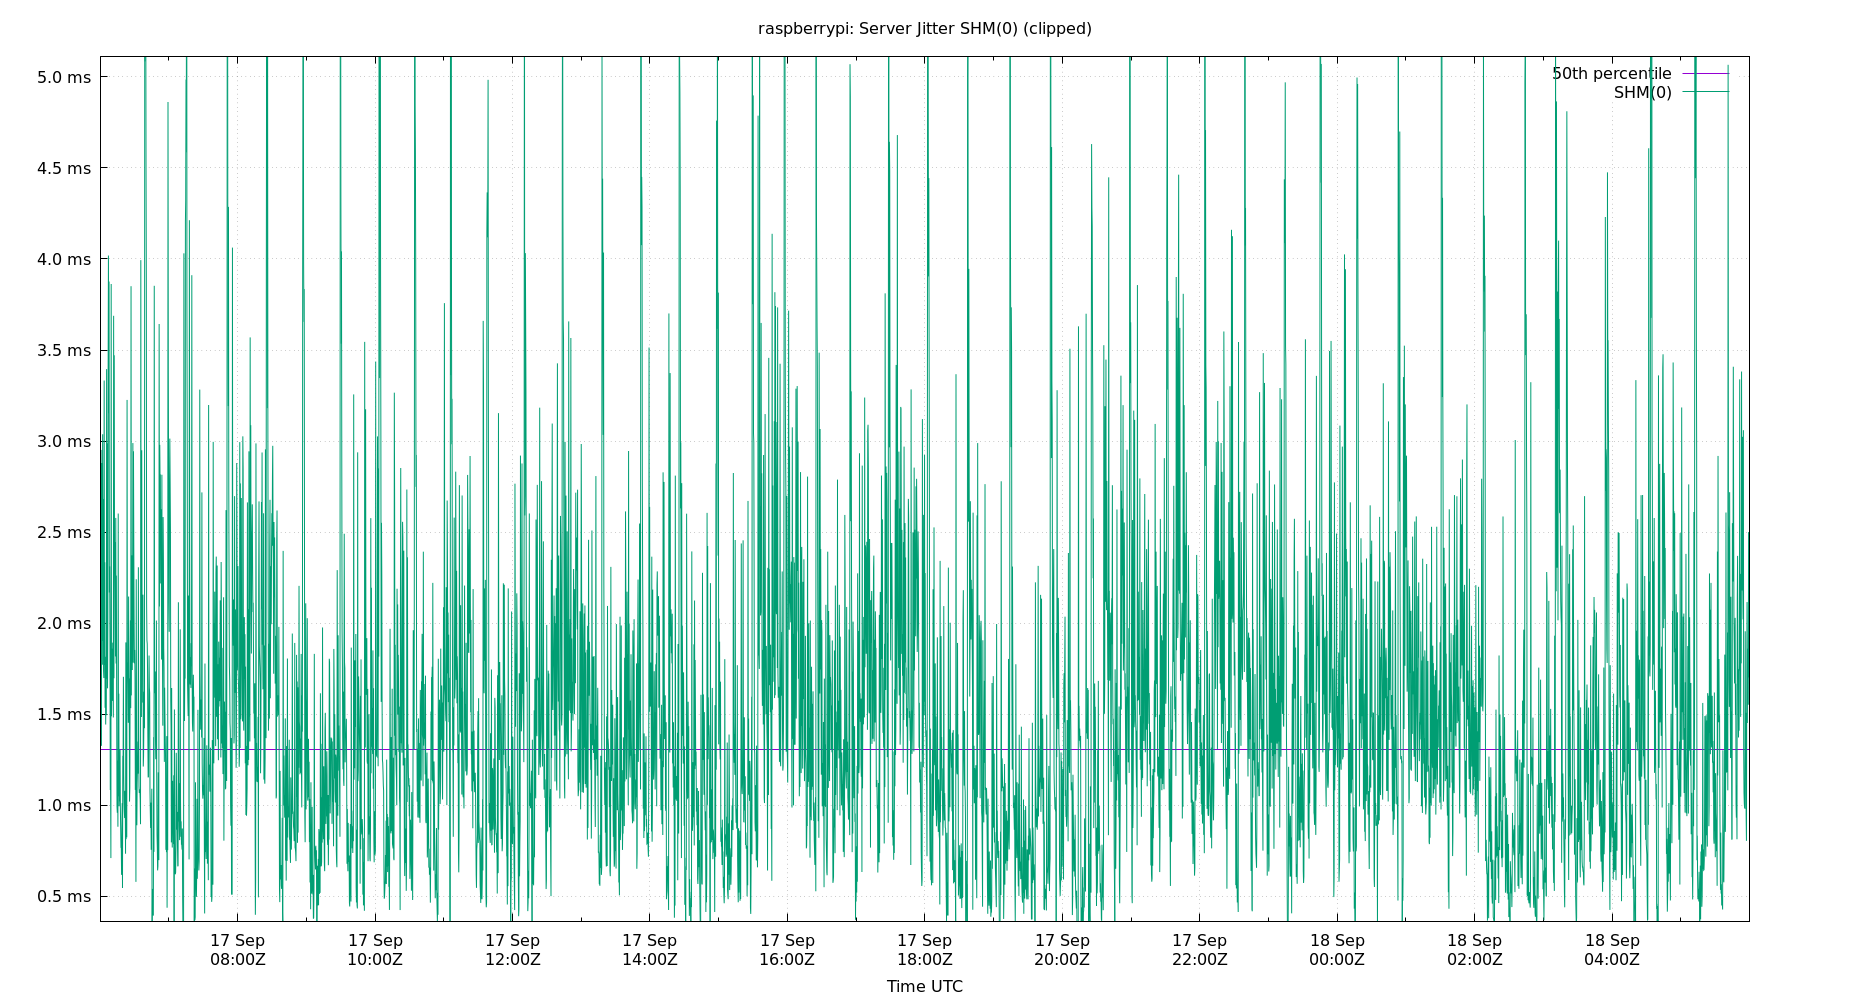 raspberrypi: Server Jitter SHM(0) (clipped)
5.0 ms
4.5 ms
4.0 ms
3.5 ms
3.0 ms
2.5 ms
2.0 ms
1.5 ms
1.0 ms
0.5 ms
50th percentile
SHM(0)
17 Sep 17 Sep 17 Sep 17 Sep 17 Sep 17 Sep 17 Sep 17 Sep 18 Sep 18 Sep 18 Sep
08:00Z 10:00Z 12:00Z 14:00Z 16:00Z 18:00Z 20:00Z 22:00Z 00:00Z 02:00Z 04:00Z
Time UTC